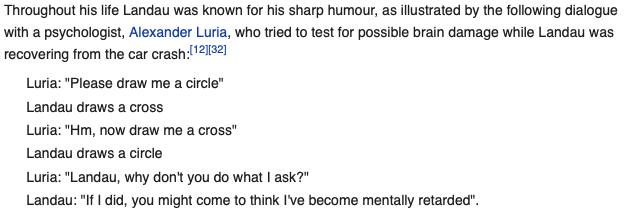 Throughout his life Landau was known for his sharp humour, as illustrated by the following dialogue
with a psychologist, Alexander Luria, who tried to test for possible brain damage while Landau was
recovering from the car crash:[12][32]
Luria: "Please draw me a circle"
Landau draws a cross
Luria: "Hm, now draw me a cross"
Landau draws a circle
Luria: "Landau, why don't you do what I ask?"
Landau: "If I did, you might come to think I've become mentally retarded".